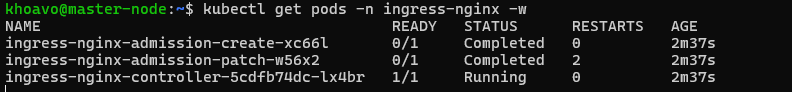 khoavo@master-node:~$ kubectl get pods -n ingress-nginx -w
NAME READY STATUS RESTARTS AGE
ingress-nginx-admission-create-xc66l 0/1 Completed 0 2m37s
ingress-nginx-admission-patch-w56x2 0/1 Completed 2 2m37s
ingress-nginx-controller-5cdfb74dc-lx4br 1/1 Running 0 2m37s